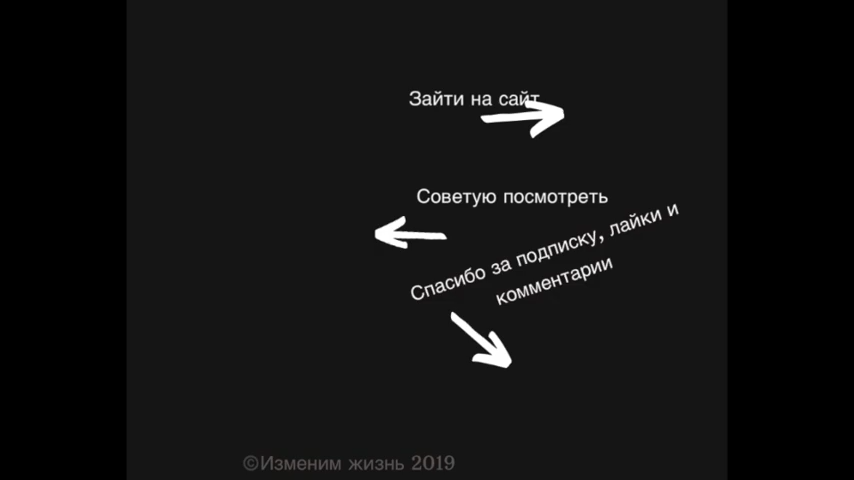 Зайти на сайт
Советую посмотреть
Спасибо за подписку, лайки и
комментарии
©Изменим жизнь 2019